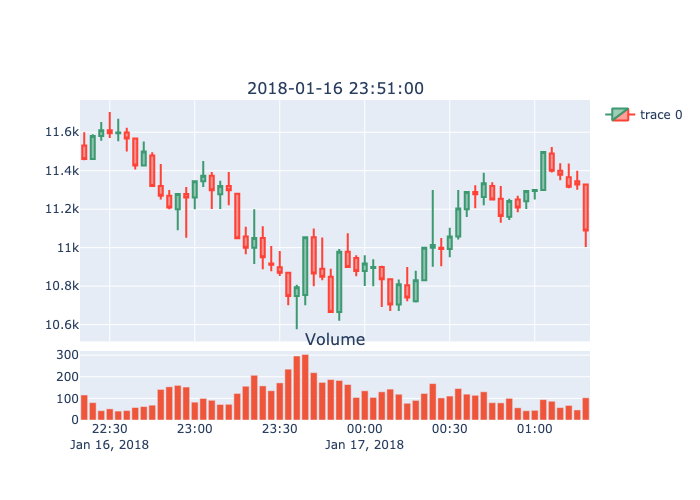 2018-01-16 23:51:00
trace 0
11.6k
11.4k
11.2k
11k
10.8k
10.6k
Volume
300
200
100
0
22:30 23:00 23:30 00:00 00:30 01:00
Jan 16, 2018 Jan 17, 2018